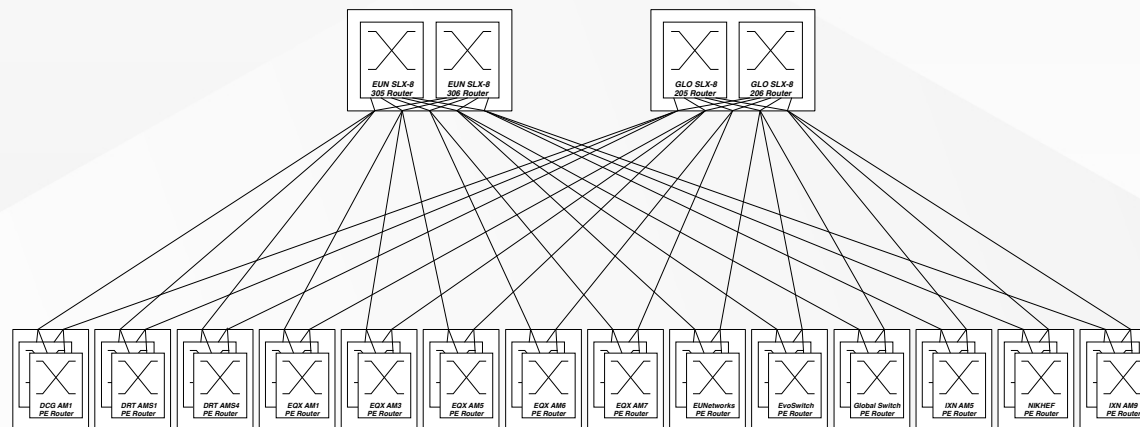 EUN SLX-8
305 Router
EUN SLX-8
306 Router
GLO SLX-8
205 Router
GLO SLX-8
206 Router
DCG AM1
PE Router
DRT AMS1
PE Router
DRT AMS4
PE Router
EQX AM1
PE Router
EQX AM3
PE Router
EQX AM5
PE Router
EQX AM6
PE Router
EQX AM7
PE Router
EUNetworks
PE Router
EvoSwitch
PE Router
Global Switch
PE Router
IXN AM5
PE Router
NIKHEF
PE Router
IXN AM9
PE Router